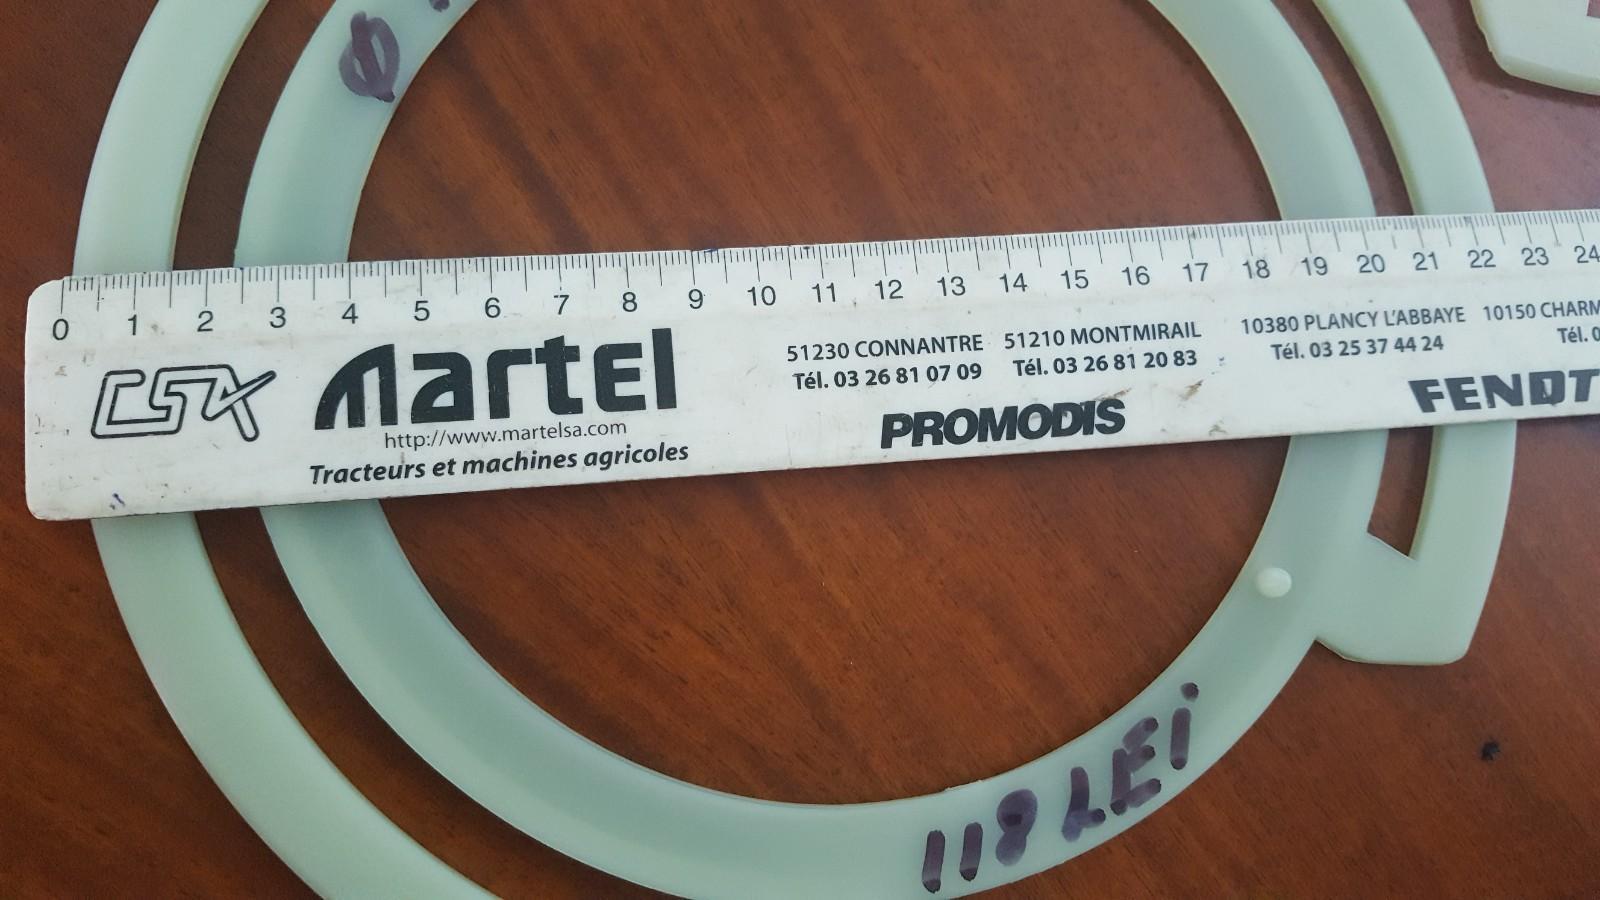 0 1 2 3 4 5 6 7 8 9 10 11 12 13 14 15 16 17 18 19 20 21 22 23 24
CSA Martel
http://www.martelsa.com
Tracteurs et machines agricoles
51230 CONNANTRE
Tél. 03 26 81 07 09
51210 MONTMIRAIL
Tél. 03 26 81 20 83
10380 PLANCY L'ABBAYE
Tél. 03 25 37 44 24
10150 CHARM
Tél. 0
PROMODIS
FENDT
118 LEI